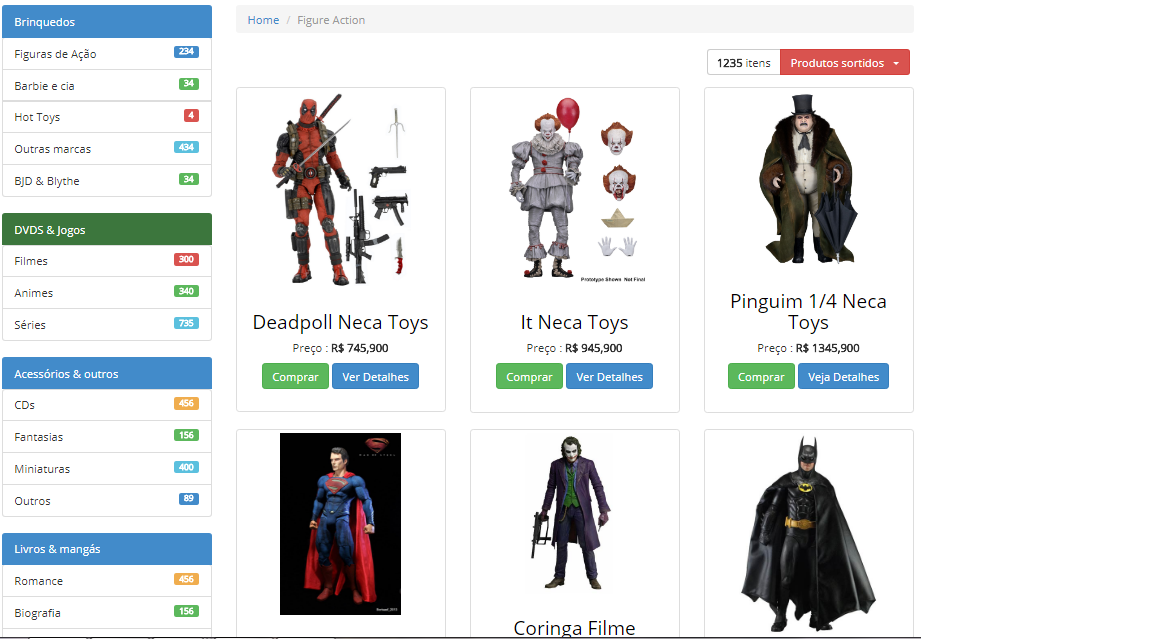 Brinquedos
Figuras de Ação 234
Barbie e cia 34
Hot Toys 4
Outras marcas 434
BJD & Blythe 34
DVDS & Jogos
Filmes 300
Animes 340
Séries 735
Acessórios & outros
CDs 456
Fantasias 156
Miniaturas 400
Outros 89
Livros & mangás
Romance 456
Biografia 156
Home / Figure Action
1235 itens Produtos sortidos
Prototype Shown Not Final
Deadpoll Neca Toys
Preço : R$ 745,900
Comprar Ver Detalhes
It Neca Toys
Preço : R$ 945,900
Comprar Ver Detalhes
Pinguim 1/4 Neca
Toys
Preço : R$ 1345,900
Comprar Veja Detalhes
MAN OF STEEL
Coringa Filme